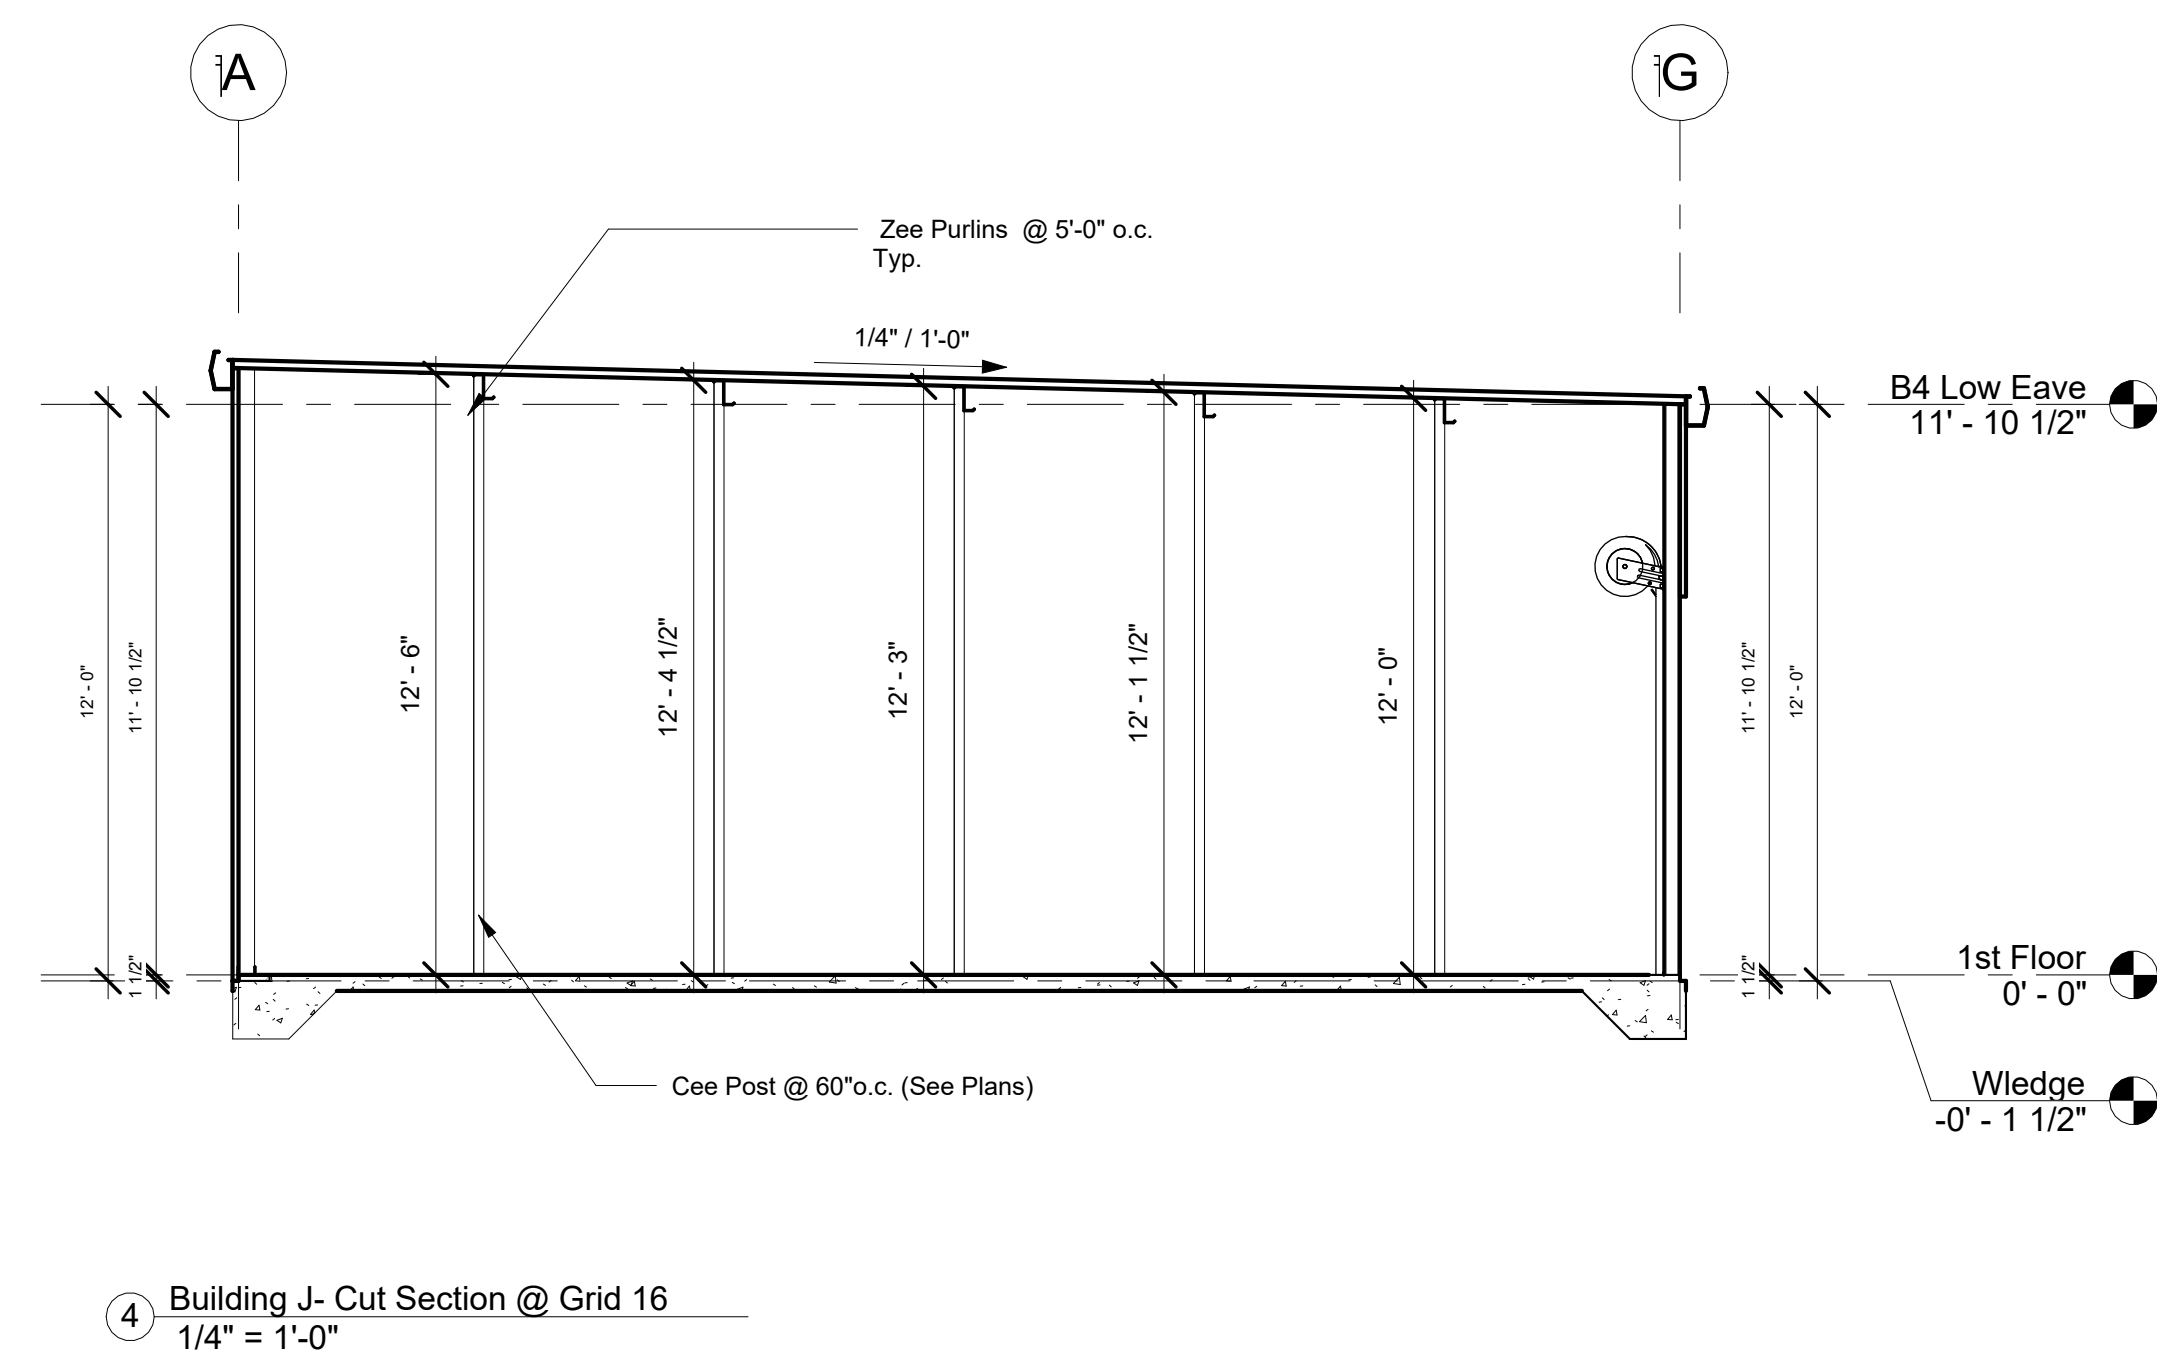 A
G
Zee Purlins @ 5'-0" o.c.
Typ.
1/4" / 1'-0"
B4 Low Eave
11' - 10 1/2"
12' - 0"
11' - 10 1/2"
12' - 6"
12' - 4 1/2"
12' - 3"
12' - 1 1/2"
12' - 0"
11' - 10 1/2"
12' - 0"
1 1/2"
1 1/2"
1st Floor
0' - 0"
Cee Post @ 60"o.c. (See Plans)
Wledge
-0' - 1 1/2"
4
Building J- Cut Section @ Grid 16
1/4" = 1'-0"